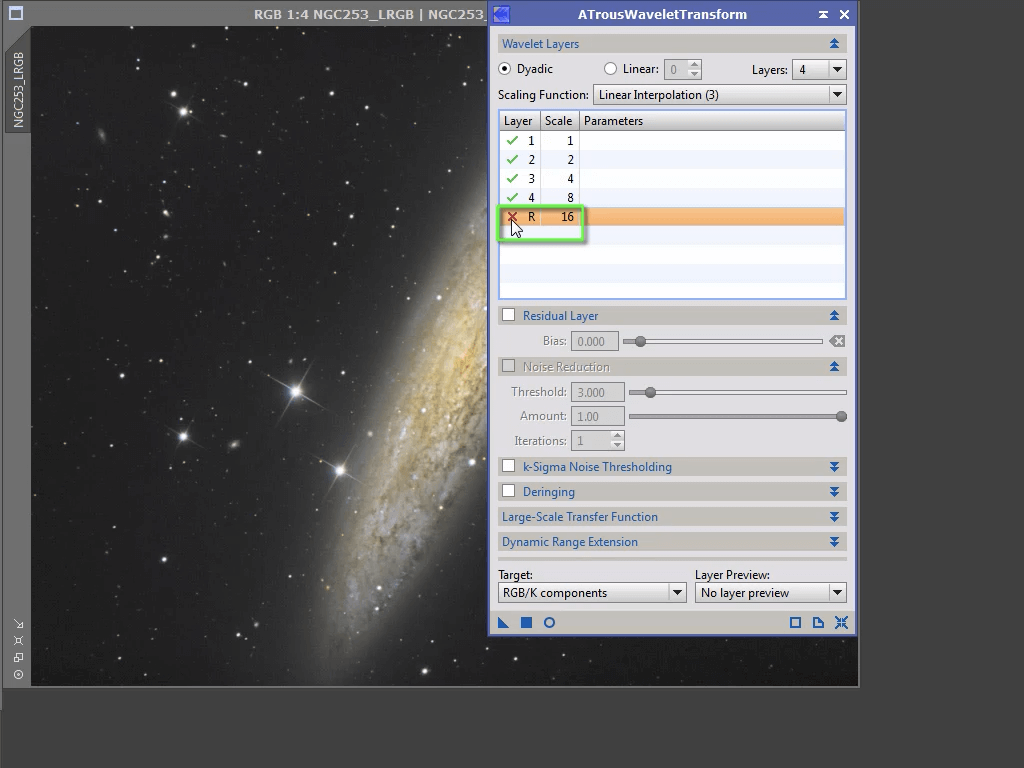 RGB 1:4 NGC253_LRGB | NGC253_
ATrousWaveletTransform
NGC253_LRGB
Wavelet Layers
Dyadic Linear: 0 Layers: 4
Scaling Function: Linear Interpolation (3)
Layer Scale Parameters
1 1
2 2
3 4
4 8
R 16
Residual Layer
Bias: 0.000
Noise Reduction
Threshold: 3.000
Amount: 1.00
Iterations: 1
k-Sigma Noise Thresholding
Deringing
Large-Scale Transfer Function
Dynamic Range Extension
Target: Layer Preview:
RGB/K components No layer preview